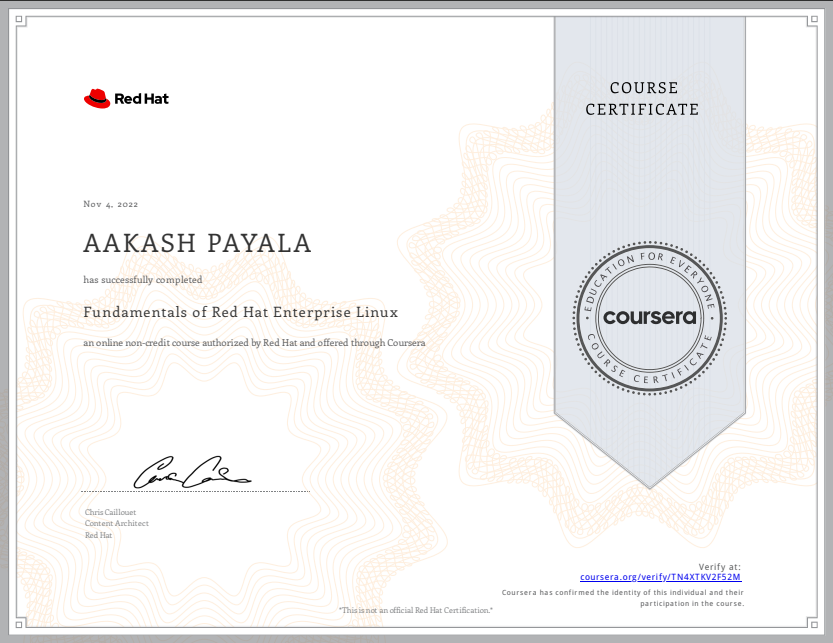 Red Hat
COURSE
CERTIFICATE
Nov 4, 2022
AAKASH PAYALA
has successfully completed
Fundamentals of Red Hat Enterprise Linux
an online non-credit course authorized by Red Hat and offered through Coursera
EDUCATION FOR EVERYONE
coursera
COURSE CERTIFICATE
Chris Caillouet
Content Architect
Red Hat
Verify at:
coursera.org/verify/TN4XTKV2F52M
Coursera has confirmed the identity of this individual and their
participation in the course.
"This is not an official Red Hat Certification."